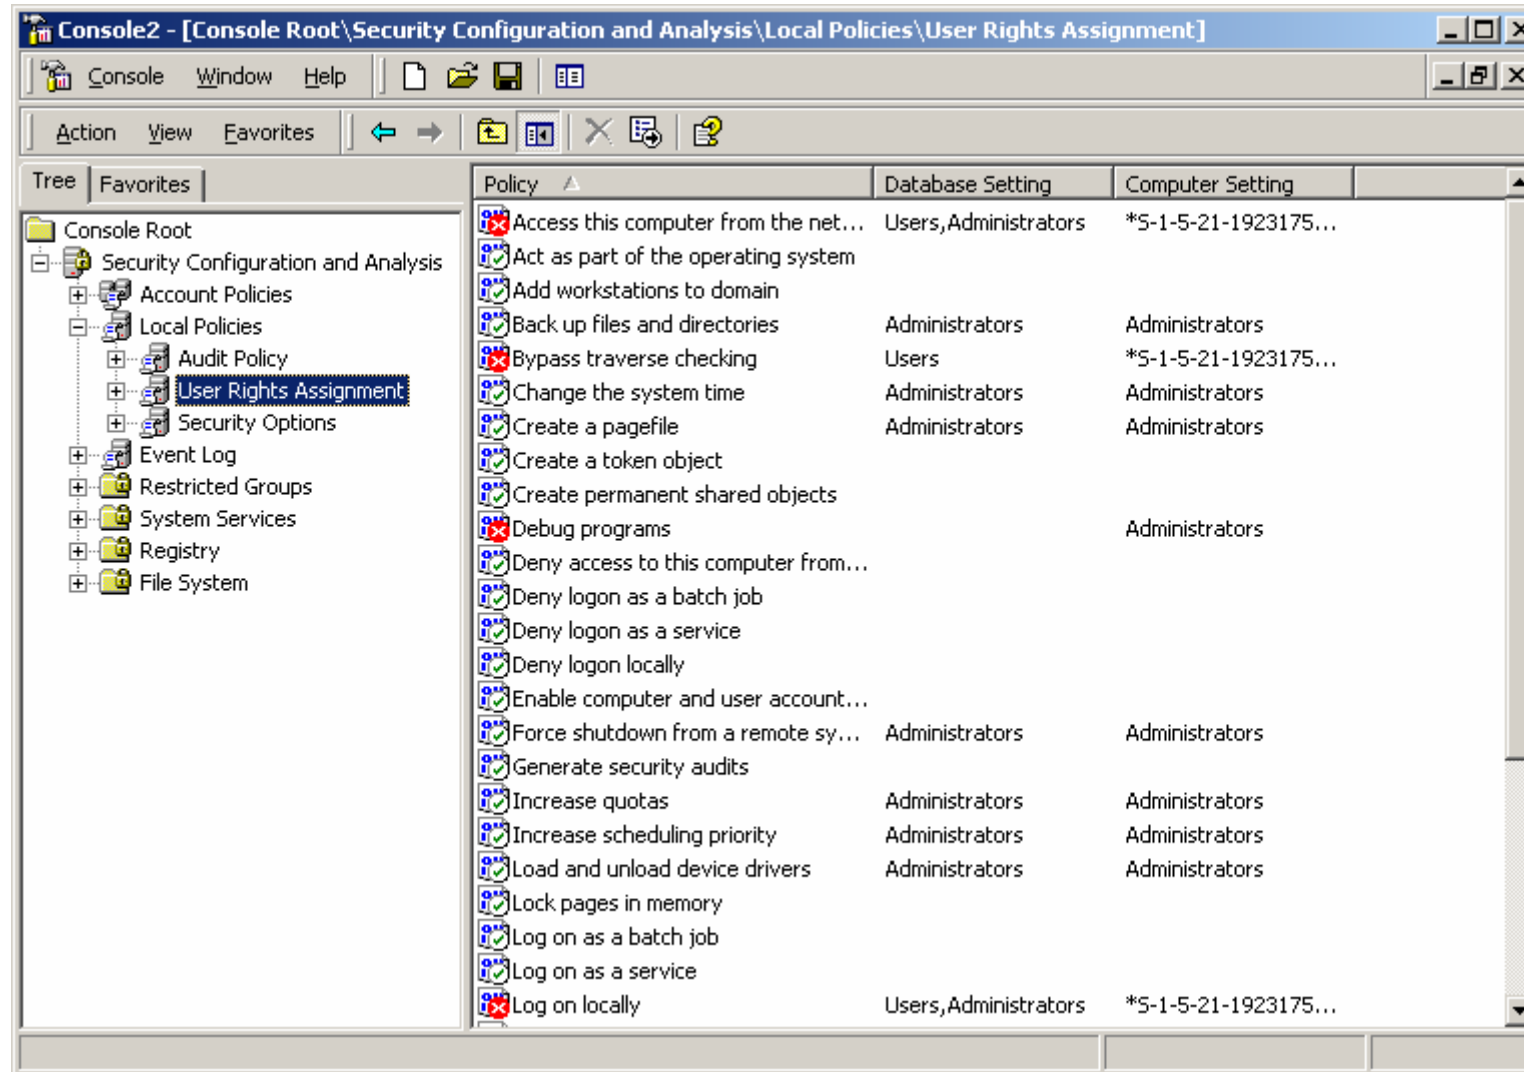 Console2 - [Console Root\Security Configuration and Analysis\Local Policies\User Rights Assignment]
Console Window Help
Action View Favorites
Tree Favorites
Console Root
Security Configuration and Analysis
Account Policies
Local Policies
Audit Policy
User Rights Assignment
Security Options
Event Log
Restricted Groups
System Services
Registry
File System
Policy Database Setting Computer Setting
Access this computer from the net... Users,Administrators *S-1-5-21-1923175...
Act as part of the operating system
Add workstations to domain
Back up files and directories Administrators Administrators
Bypass traverse checking Users *S-1-5-21-1923175...
Change the system time Administrators Administrators
Create a pagefile Administrators Administrators
Create a token object
Create permanent shared objects
Debug programs Administrators
Deny access to this computer from...
Deny logon as a batch job
Deny logon as a service
Deny logon locally
Enable computer and user account...
Force shutdown from a remote sy... Administrators Administrators
Generate security audits
Increase quotas Administrators Administrators
Increase scheduling priority Administrators Administrators
Load and unload device drivers Administrators Administrators
Lock pages in memory
Log on as a batch job
Log on as a service
Log on locally Users,Administrators *S-1-5-21-1923175...